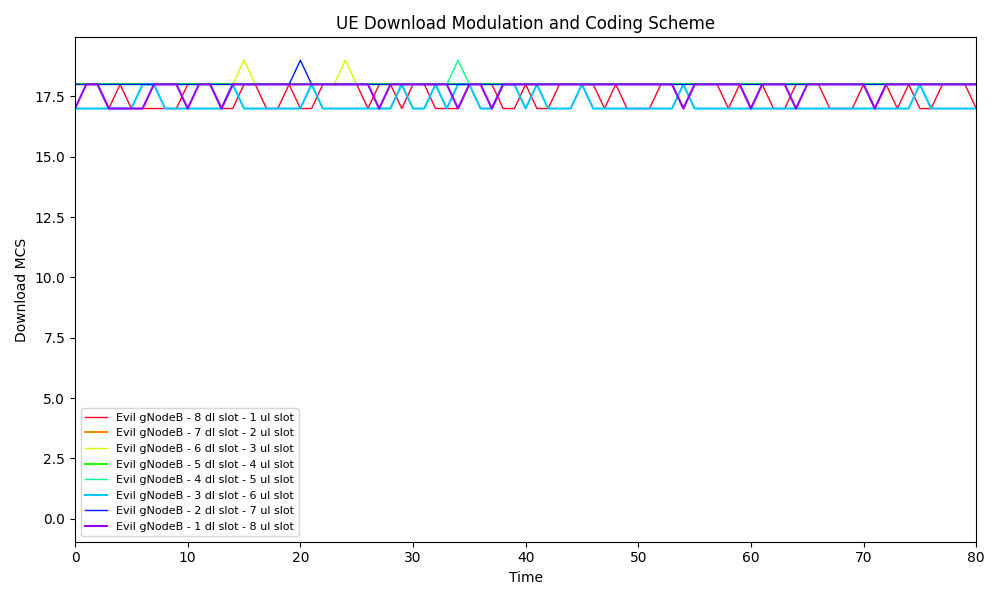 UE Download Modulation and Coding Scheme
Download MCS
17.5
15.0
12.5
10.0
7.5
5.0
2.5
0.0
Evil gNodeB - 8 dl slot - 1 ul slot
Evil gNodeB - 7 dl slot - 2 ul slot
Evil gNodeB - 6 dl slot - 3 ul slot
Evil gNodeB - 5 dl slot - 4 ul slot
Evil gNodeB - 4 dl slot - 5 ul slot
Evil gNodeB - 3 dl slot - 6 ul slot
Evil gNodeB - 2 dl slot - 7 ul slot
Evil gNodeB - 1 dl slot - 8 ul slot
0 10 20 30 40 50 60 70 80
Time